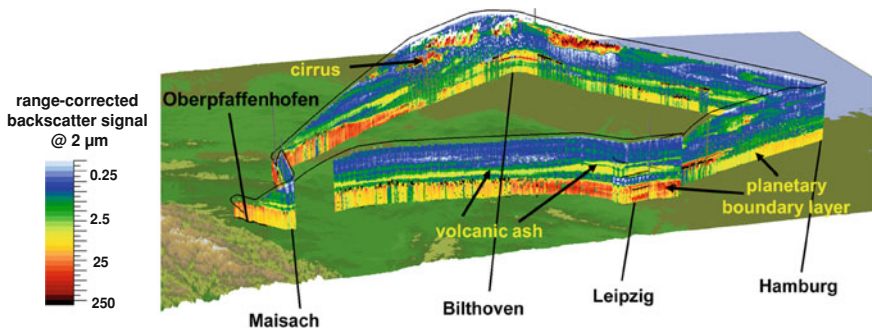 cirrus
Oberpfaffenhofen
range-corrected
backscatter signal
@ 2 µm
0.25
2.5
25
250
volcanic ash
planetary
boundary layer
Maisach
Bilthoven
Leipzig
Hamburg